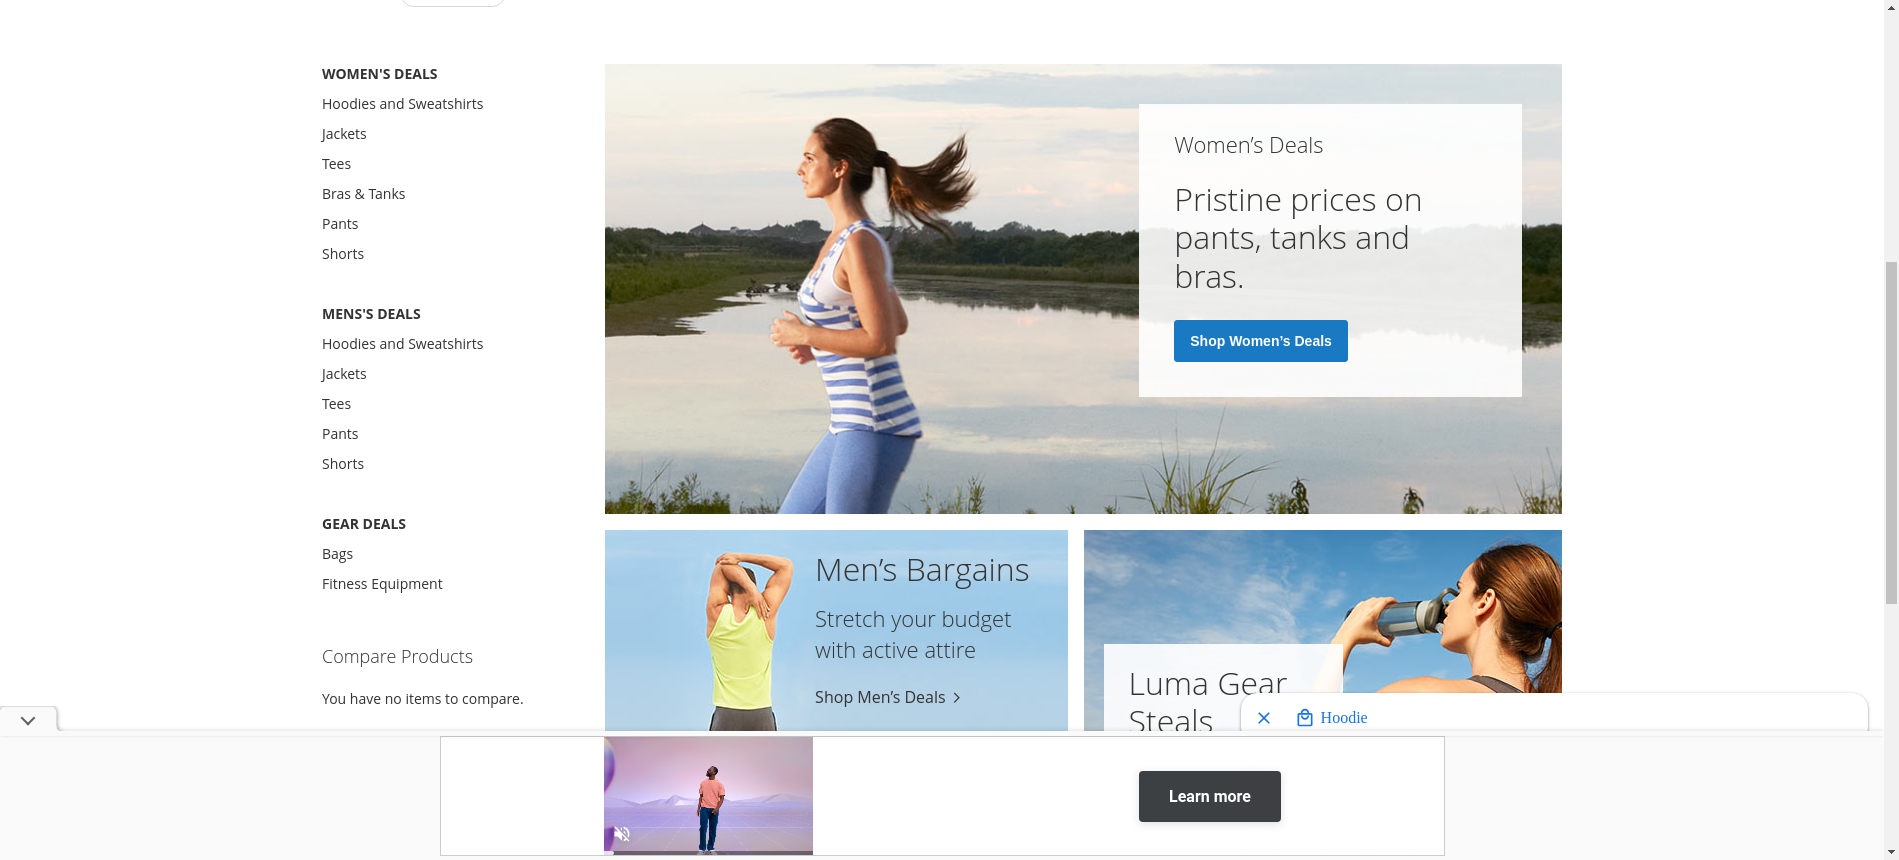 WOMEN'S DEALS
Hoodies and Sweatshirts
Jackets
Tees
Bras & Tanks
Pants
Shorts
MENS'S DEALS
Hoodies and Sweatshirts
Jackets
Tees
Pants
Shorts
GEAR DEALS
Bags
Fitness Equipment
Compare Products
You have no items to compare.
Women’s Deals
Pristine prices on
pants, tanks and
bras.
Shop Women’s Deals
Men’s Bargains
Stretch your budget
with active attire
Shop Men’s Deals
Luma Gear
Steals
Hoodie
Learn more